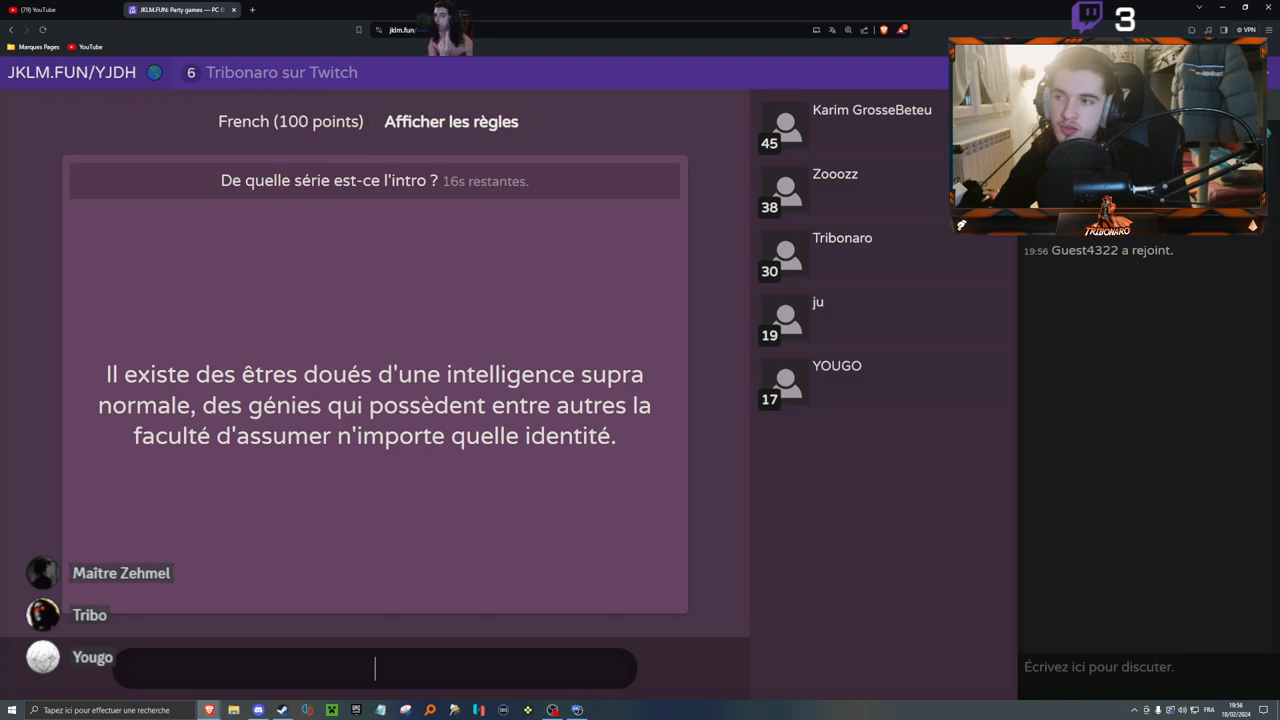 (79) YouTube
JKLM.FUN: Party games — PC &
jklm.fun/
VPN
Marques Pages
YouTube
3
JKLM.FUN/YJDH
6 Tribonaro sur Twitch
French (100 points) Afficher les règles
De quelle série est-ce l'intro ? 16s restantes.
Il existe des êtres doués d'une intelligence supra
normale, des génies qui possèdent entre autres la
faculté d'assumer n'importe quelle identité.
Maître Zehmel
Tribo
Yougo
Karim GrosseBeteu
45
Zooozz
38
Tribonaro
30
ju
19
YOUGO
17
TRIBONARO
19:56 Guest4322 a rejoint.
Écrivez ici pour discuter.
Tapez ici pour effectuer une recherche
FRA
19:56
18/02/2024